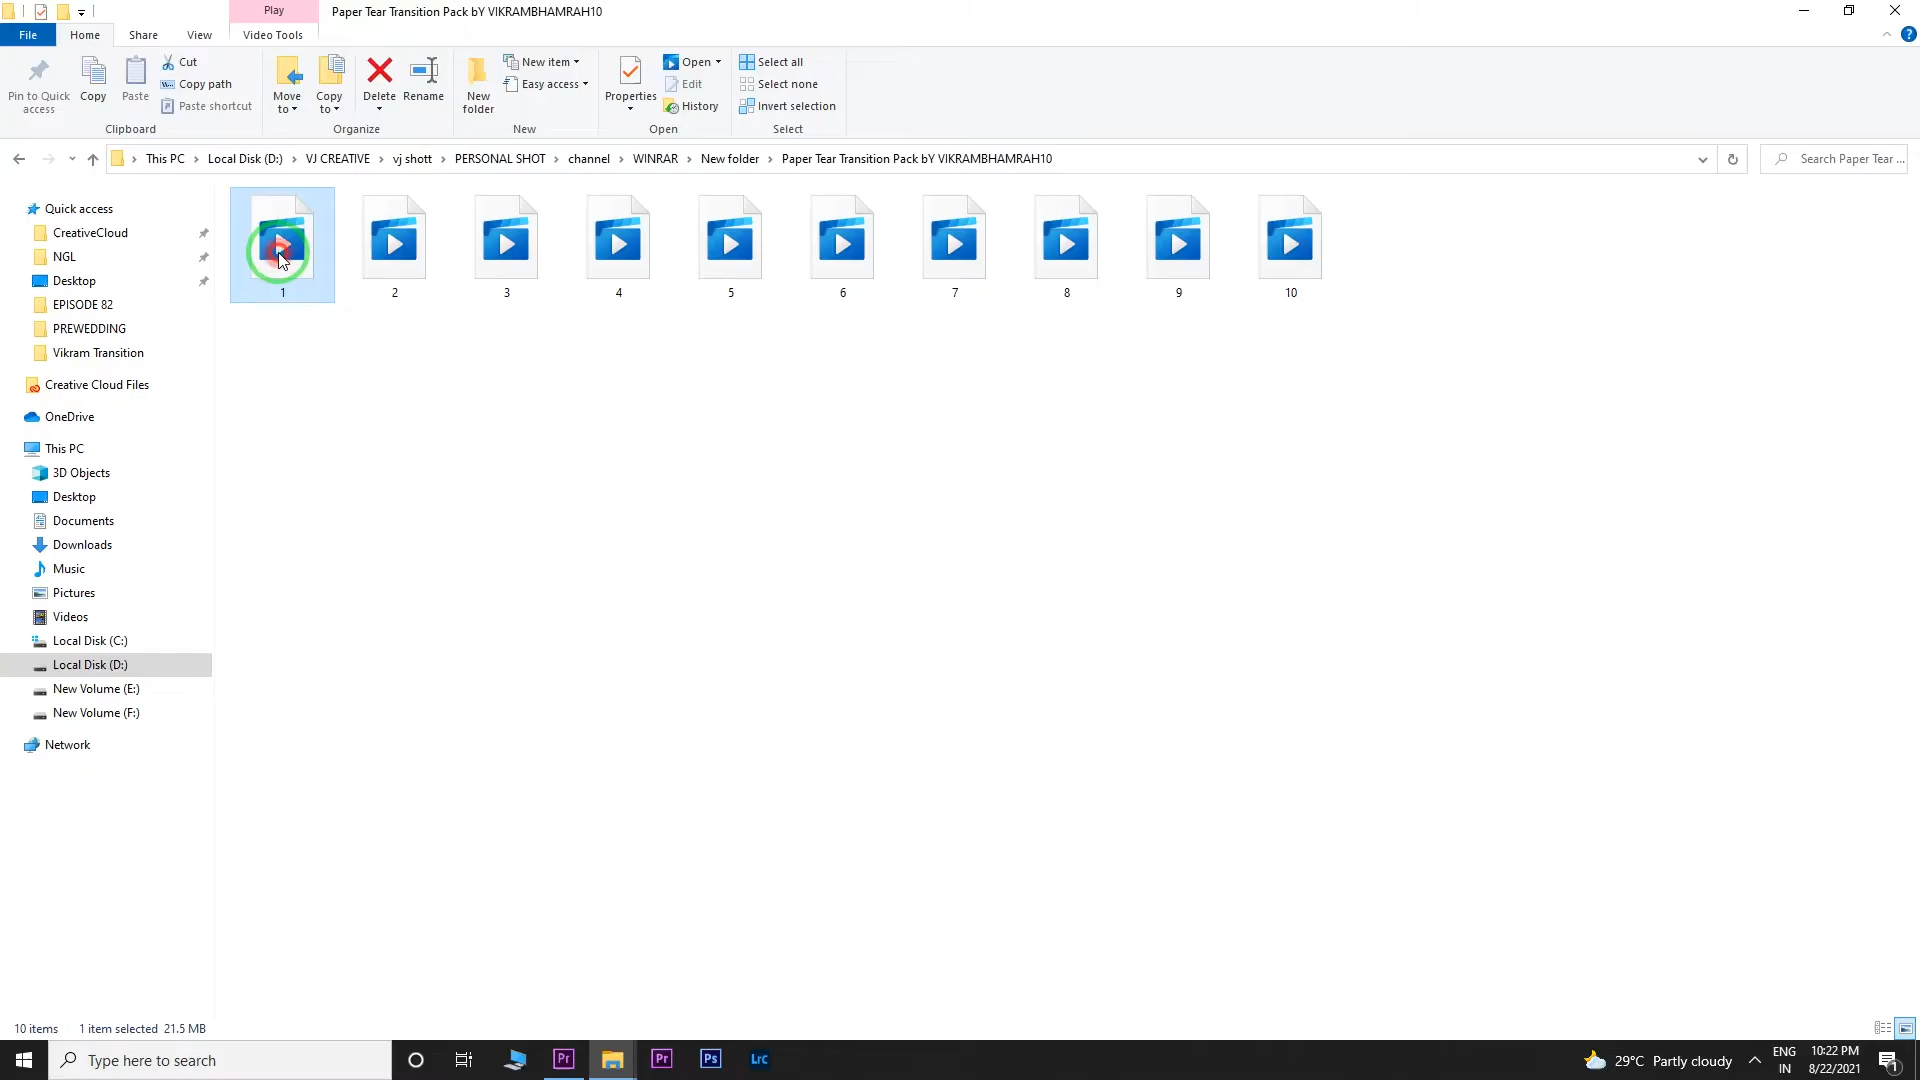 Play
Paper Tear Transition Pack bY VIKRAMBHAMRAH10
File
Home
Share
View
Video Tools
Pin to Quick access
Copy
Paste
Cut
Copy path
Paste shortcut
Clipboard
Move to
Copy to
Delete
Rename
Organize
New folder
New item
Easy access
New
Properties
Open
Edit
History
Open
Select all
Select none
Invert selection
Select
This PC
Local Disk (D:)
VJ CREATIVE
vj shott
PERSONAL SHOT
channel
WINRAR
New folder
Paper Tear Transition Pack bY VIKRAMBHAMRAH10
Search Paper Tear ...
Quick access
CreativeCloud
NGL
Desktop
EPISODE 82
PREWEDDING
Vikram Transition
Creative Cloud Files
OneDrive
This PC
3D Objects
Desktop
Documents
Downloads
Music
Pictures
Videos
Local Disk (C:)
Local Disk (D:)
New Volume (E:)
New Volume (F:)
Network
1
2
3
4
5
6
7
8
9
10
10 items
1 item selected 21.5 MB
Type here to search
Pr
Pr
Ps
Lrc
29°C Partly cloudy
ENG
IN
10:22 PM
8/22/2021
1